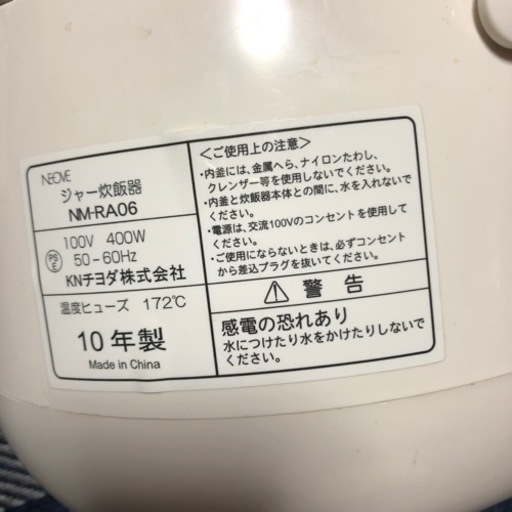 NEOVE
ジャー炊飯器
NM-RA06
100V 400W
50-60Hz
PSE
KNチヨダ株式会社
温度ヒューズ 172℃
10年製
Made in China
<ご使用上の注意>
・内釜には、金属へら、ナイロンたわし、
クレンザー等を使用しないでください。
・内釜と炊飯器本体との間に、水を入れないで
ください。
・電源は、交流100Vのコンセントを使用して
ください。
・ご使用にならないときは、必ずコンセント
から差込プラグを抜いてください。
警告
感電の恐れあり
水につけたり水をかけたりしないで
ください。